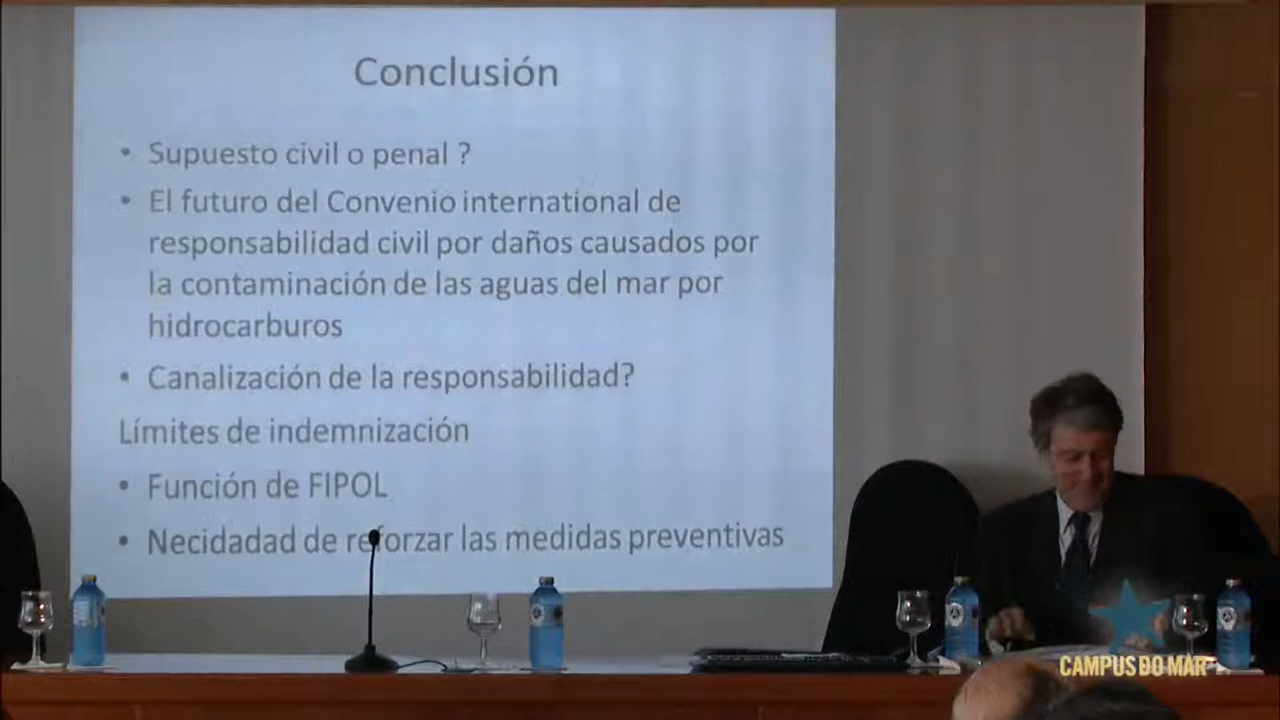 Conclusión
• Supuesto civil o penal ?
• El futuro del Convenio international de
responsabilidad civil por daños causados por
la contaminación de las aguas del mar por
hidrocarburos
• Canalización de la responsabilidad?
Límites de indemnización
• Función de FIPOL
• Necidadad de reforzar las medidas preventivas
CAMPUS DO MAR